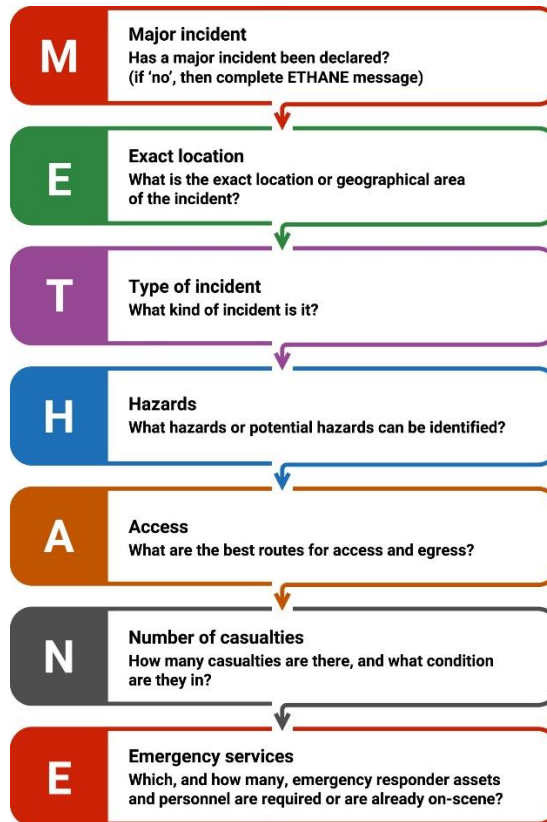 M
Major incident
Has a major incident been declared?
(if ‘no’, then complete ETHANE message)
E
Exact location
What is the exact location or geographical area
of the incident?
T
Type of incident
What kind of incident is it?
H
Hazards
What hazards or potential hazards can be identified?
A
Access
What are the best routes for access and egress?
N
Number of casualties
How many casualties are there, and what condition
are they in?
E
Emergency services
Which, and how many, emergency responder assets
and personnel are required or are already on-scene?